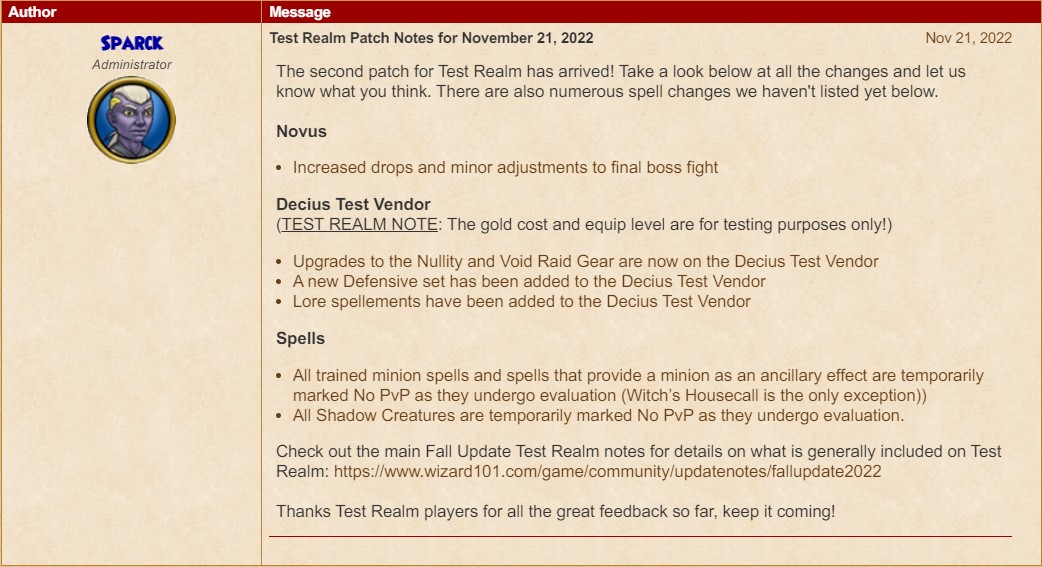 Author Message
SPARCK
Administrator
Test Realm Patch Notes for November 21, 2022 Nov 21, 2022
The second patch for Test Realm has arrived! Take a look below at all the changes and let us
know what you think. There are also numerous spell changes we haven't listed yet below.
Novus
• Increased drops and minor adjustments to final boss fight
Decius Test Vendor
(TEST REALM NOTE: The gold cost and equip level are for testing purposes only!)
• Upgrades to the Nullity and Void Raid Gear are now on the Decius Test Vendor
• A new Defensive set has been added to the Decius Test Vendor
• Lore spellements have been added to the Decius Test Vendor
Spells
• All trained minion spells and spells that provide a minion as an ancillary effect are temporarily
marked No PvP as they undergo evaluation (Witch’s Housecall is the only exception))
• All Shadow Creatures are temporarily marked No PvP as they undergo evaluation.
Check out the main Fall Update Test Realm notes for details on what is generally included on Test
Realm: https://www.wizard101.com/game/community/updatenotes/fallupdate2022
Thanks Test Realm players for all the great feedback so far, keep it coming!